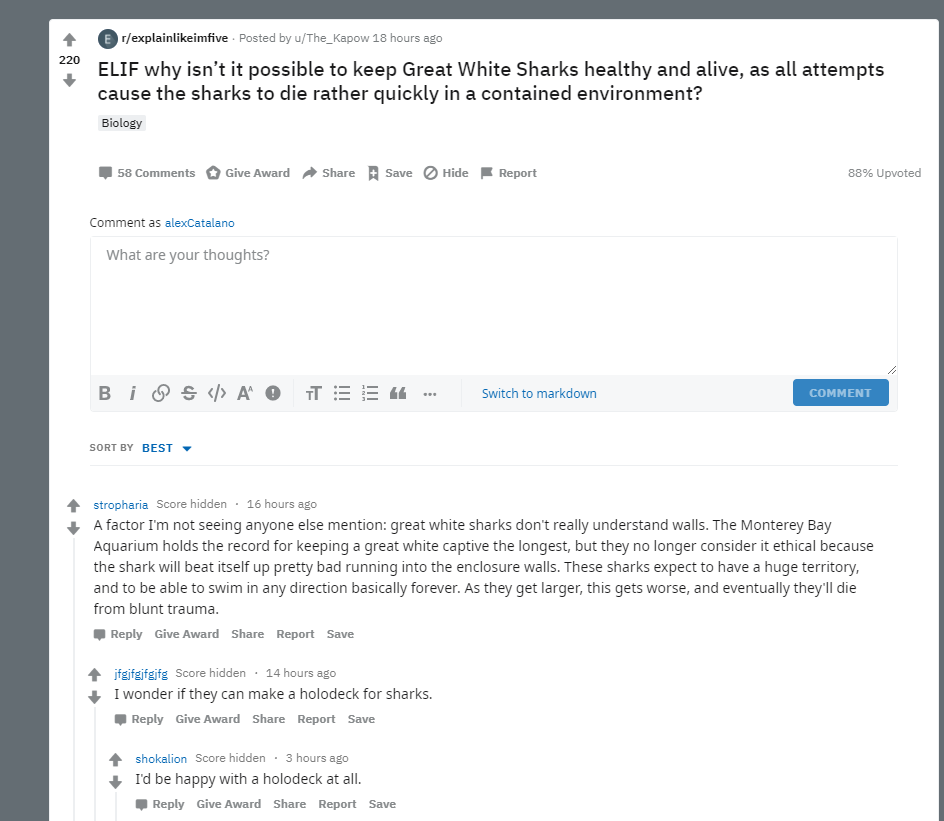 r/explainlikeimfive · Posted by u/The_Kapow 18 hours ago
220
ELIF why isn’t it possible to keep Great White Sharks healthy and alive, as all attempts
cause the sharks to die rather quickly in a contained environment?
Biology
58 Comments Give Award Share Save Hide Report 88% Upvoted
Comment as alexCatalano
What are your thoughts?
B i S </> A^ tT ... Switch to markdown COMMENT
SORT BY BEST
stropharia Score hidden · 16 hours ago
A factor I'm not seeing anyone else mention: great white sharks don't really understand walls. The Monterey Bay
Aquarium holds the record for keeping a great white captive the longest, but they no longer consider it ethical because
the shark will beat itself up pretty bad running into the enclosure walls. These sharks expect to have a huge territory,
and to be able to swim in any direction basically forever. As they get larger, this gets worse, and eventually they'll die
from blunt trauma.
Reply Give Award Share Report Save
jfgjfgjfgjfg Score hidden · 14 hours ago
I wonder if they can make a holodeck for sharks.
Reply Give Award Share Report Save
shokalion Score hidden · 3 hours ago
I'd be happy with a holodeck at all.
Reply Give Award Share Report Save